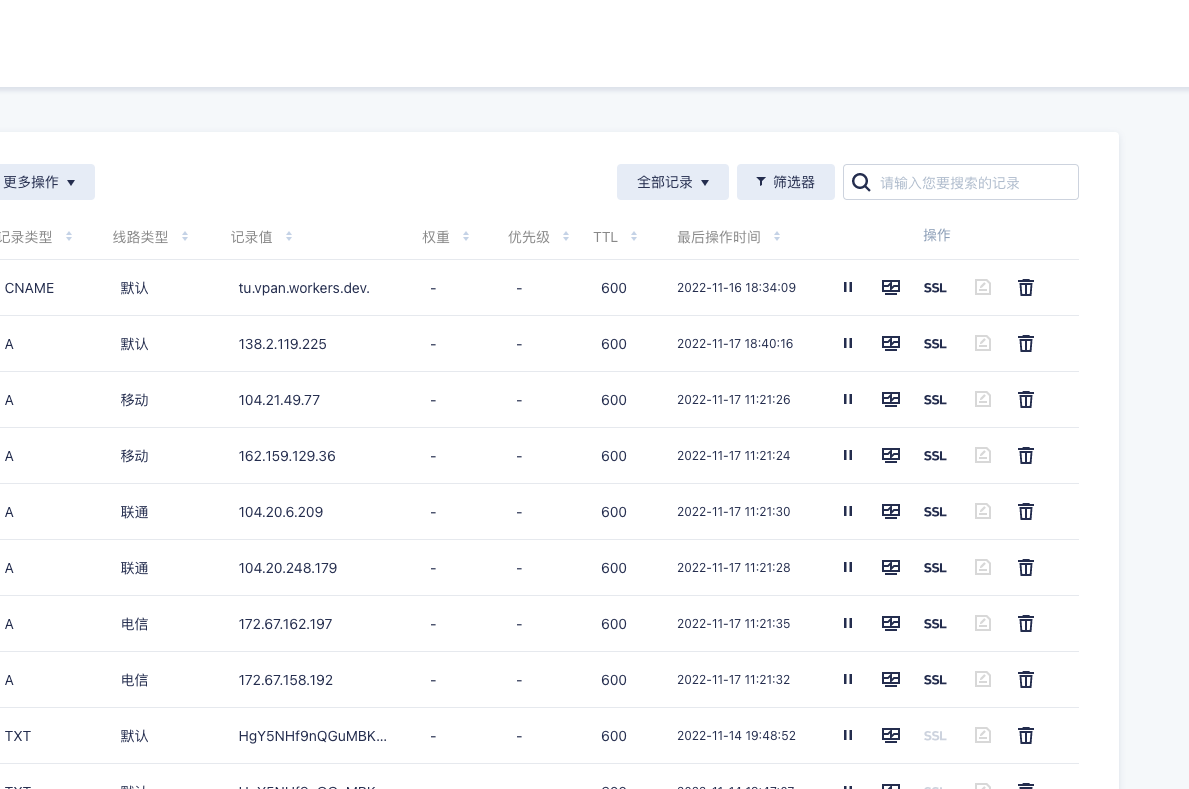 更多操作 全部记录 筛选器 请输入您要搜索的记录
记录类型 线路类型 记录值 权重 优先级 TTL 最后操作时间 操作
CNAME 默认 tu.vpan.workers.dev. - - 600 2022-11-16 18:34:09 SSL
A 默认 138.2.119.225 - - 600 2022-11-17 18:40:16 SSL
A 移动 104.21.49.77 - - 600 2022-11-17 11:21:26 SSL
A 移动 162.159.129.36 - - 600 2022-11-17 11:21:24 SSL
A 联通 104.20.6.209 - - 600 2022-11-17 11:21:30 SSL
A 联通 104.20.248.179 - - 600 2022-11-17 11:21:28 SSL
A 电信 172.67.162.197 - - 600 2022-11-17 11:21:35 SSL
A 电信 172.67.158.192 - - 600 2022-11-17 11:21:32 SSL
TXT 默认 HgY5NHf9nQGuMBK... - - 600 2022-11-14 19:48:52 SSL